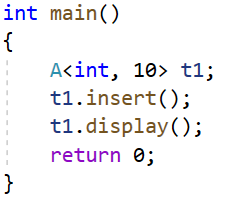 int main()
{
    A<int, 10> t1;
    t1.insert();
    t1.display();
    return 0;
}